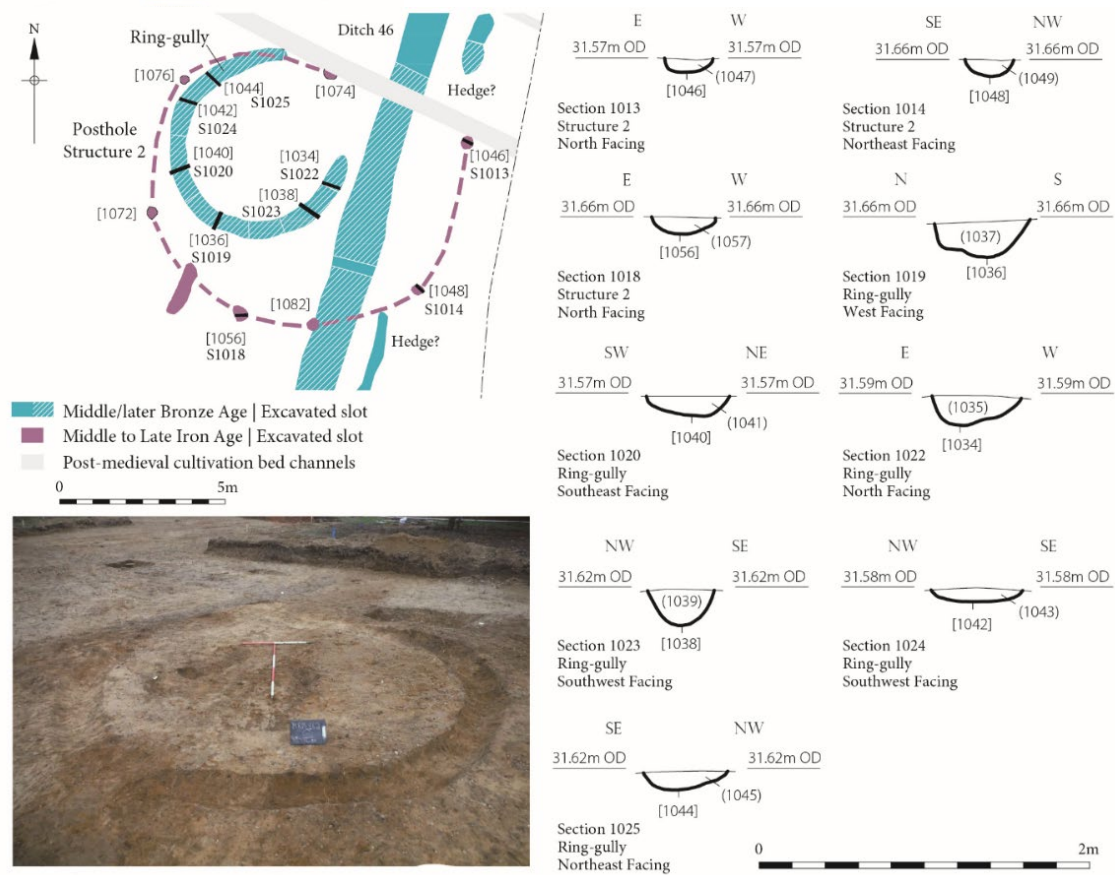 N
Ring-gully
Ditch 46
[1076]
[1044]
S1025
[1074]
Hedge?
[1042]
S1024
Posthole
Structure 2
[1040]
S1020
[1034]
S1022
[1046]
S1013
[1038]
S1023
[1072]
[1036]
S1019
[1082]
[1048]
S1014
[1056]
S1018
Hedge?
Middle/later Bronze Age | Excavated slot
Middle to Late Iron Age | Excavated slot
Post-medieval cultivation bed channels
0 5m
E W
31.57m OD 31.57m OD
(1047)
[1046]
Section 1013
Structure 2
North Facing
SE NW
31.66m OD 31.66m OD
(1049)
[1048]
Section 1014
Structure 2
Northeast Facing
E W
31.66m OD 31.66m OD
(1057)
[1056]
Section 1018
Structure 2
North Facing
N S
31.66m OD 31.66m OD
(1037)
[1036]
Section 1019
Ring-gully
West Facing
SW NE
31.57m OD 31.57m OD
(1041)
[1040]
Section 1020
Ring-gully
Southeast Facing
E W
31.59m OD 31.59m OD
(1035)
[1034]
Section 1022
Ring-gully
North Facing
NW SE
31.62m OD 31.62m OD
(1039)
[1038]
Section 1023
Ring-gully
Southwest Facing
NW SE
31.58m OD 31.58m OD
(1043)
[1042]
Section 1024
Ring-gully
Southwest Facing
SE NW
31.62m OD 31.62m OD
(1045)
[1044]
Section 1025
Ring-gully
Northeast Facing
0 2m